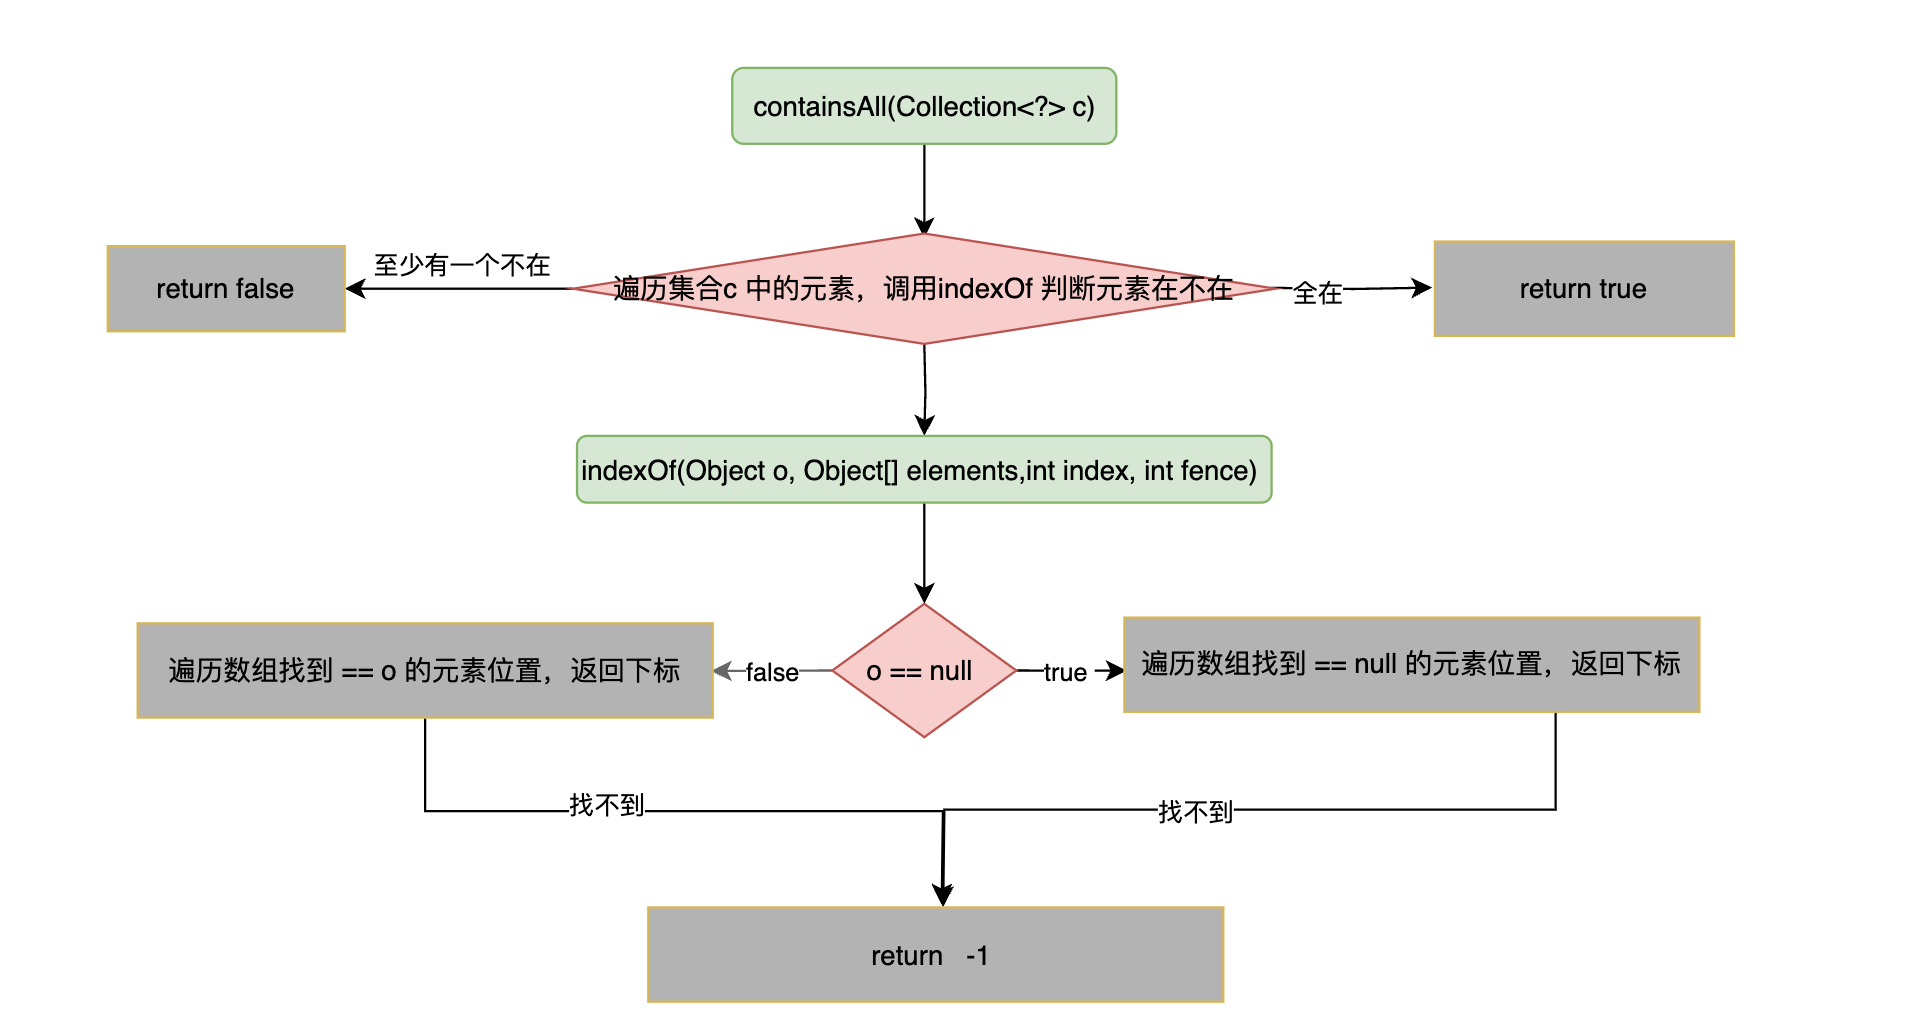 containsAll(Collection<?> c)
至少有一个不在
return false
遍历集合c 中的元素，调用indexOf 判断元素在不在
全在
return true
indexOf(Object o, Object[] elements,int index, int fence)
遍历数组找到 == o 的元素位置，返回下标
false
o == null
true
遍历数组找到 == null 的元素位置，返回下标
找不到
找不到
return -1